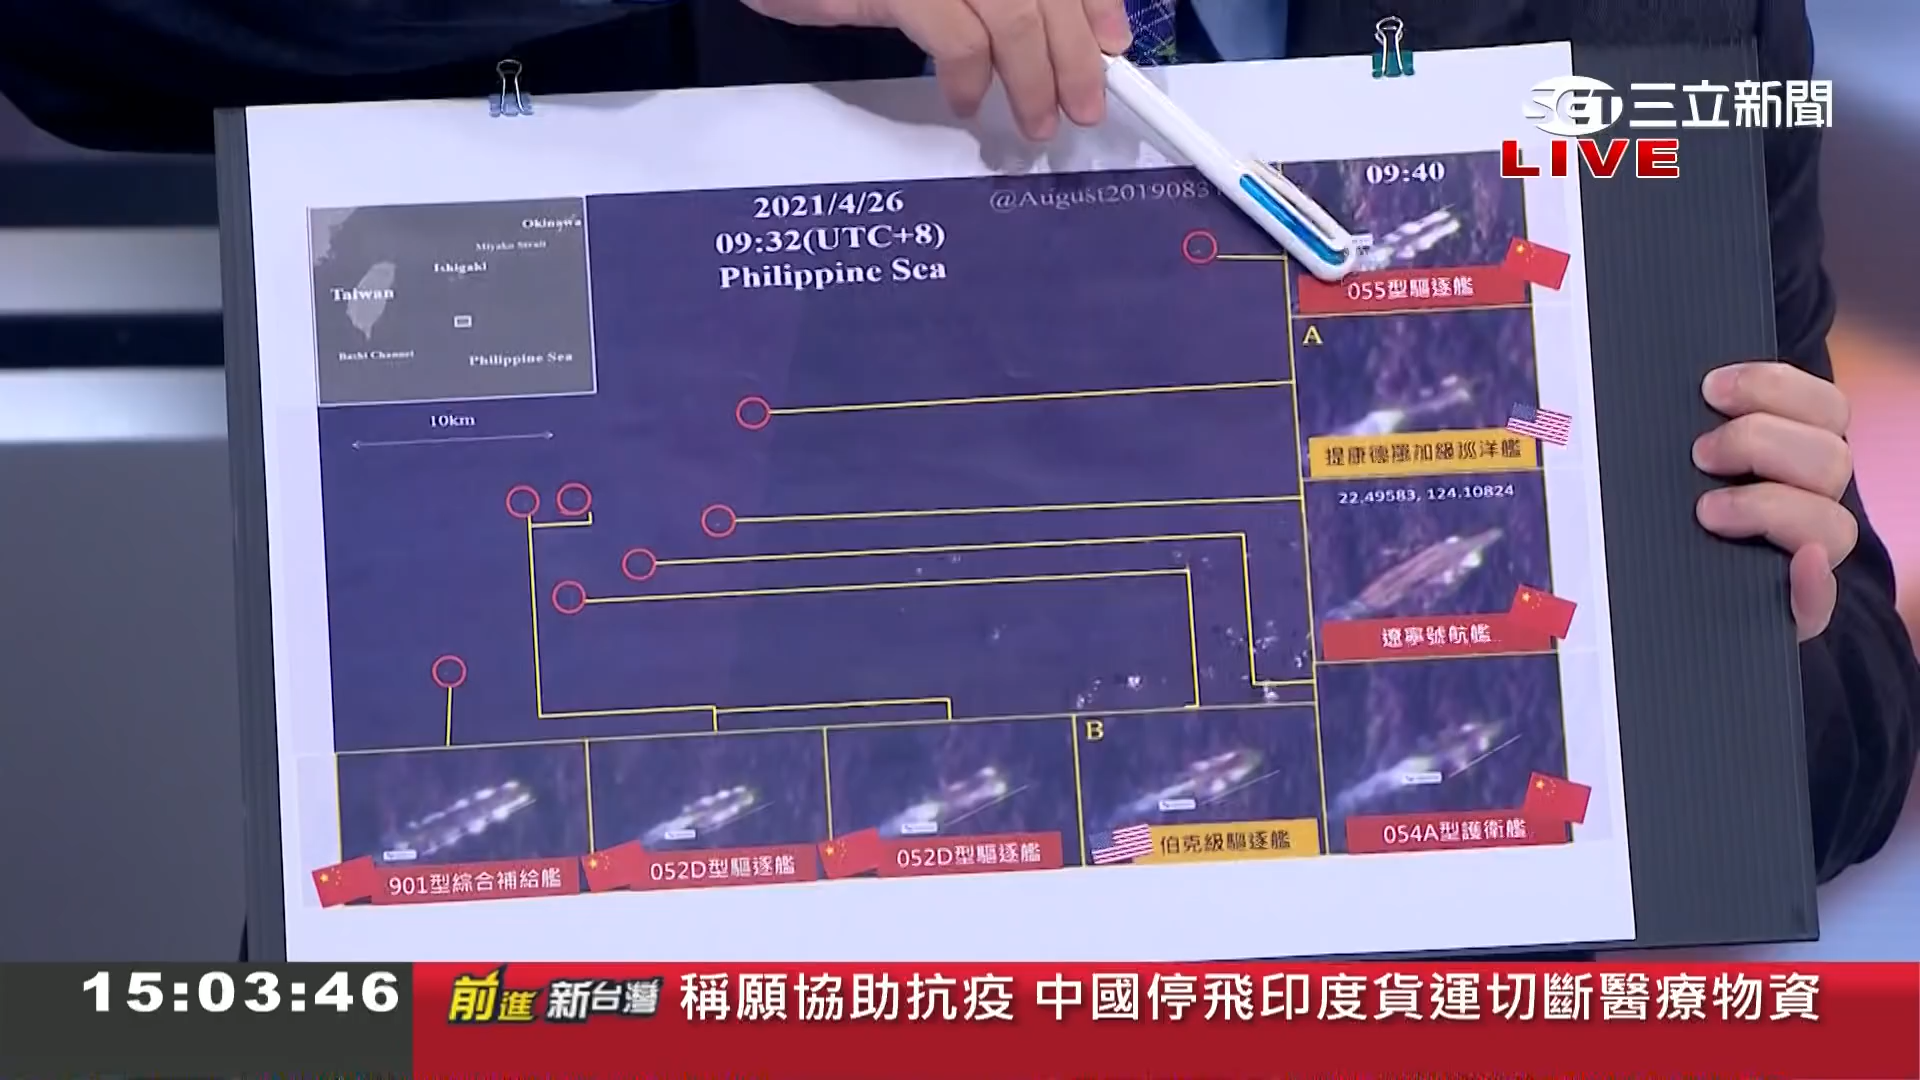 SET三立新聞
LIVE
2021/4/26
09:32(UTC+8)
Philippine Sea
@August2019083
09:40
Okinawa
Miyako Strait
Ishigaki
Taiwan
Bashi Channel
Philippine Sea
10km
055型驅逐艦
A
提康德羅加級巡洋艦
22.49583, 124.10824
遼寧號航艦
B
054A型護衛艦
伯克級驅逐艦
052D型驅逐艦
052D型驅逐艦
901型綜合補給艦
15:03:46
前進新台灣
稱願協助抗疫 中國停飛印度貨運切斷醫療物資